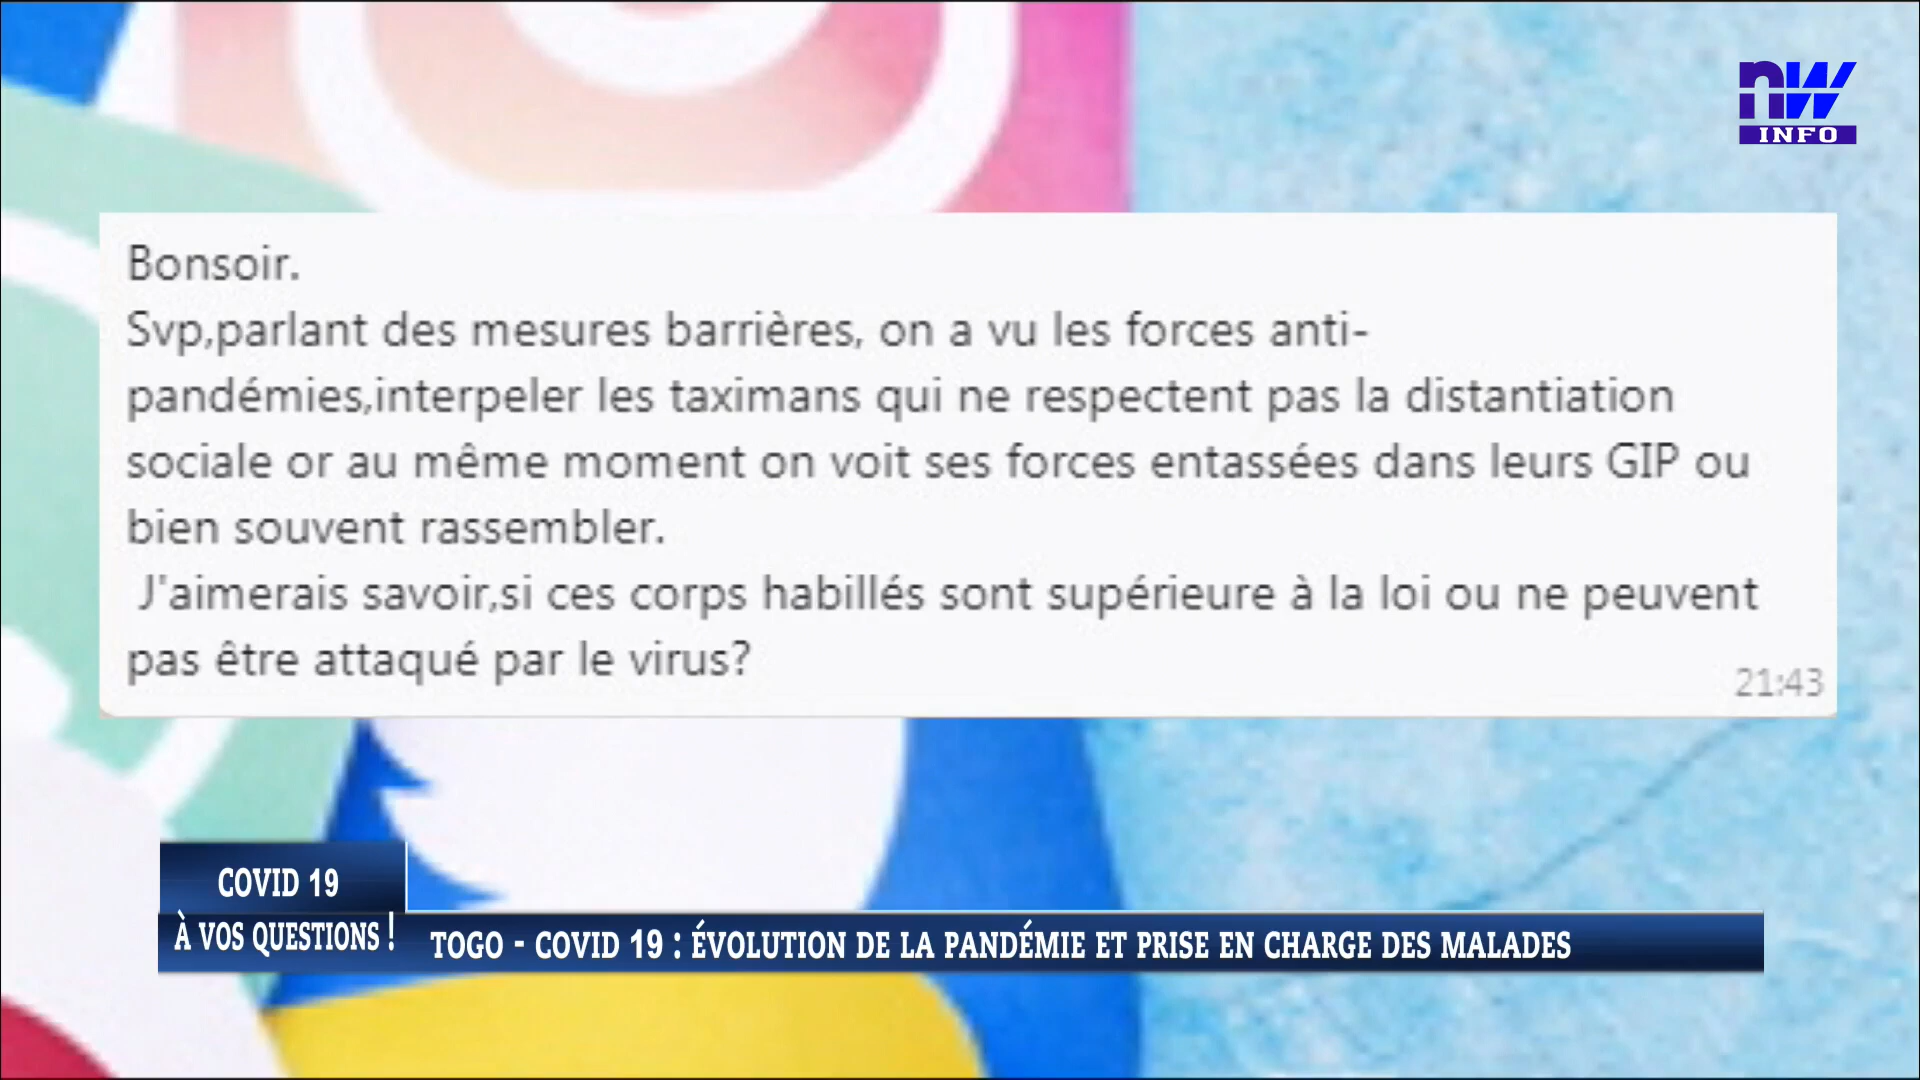 nw
INFO
Bonsoir.
Svp,parlant des mesures barrières, on a vu les forces anti-
pandémies,interpeler les taximans qui ne respectent pas la distantiation
sociale or au même moment on voit ses forces entassées dans leurs GIP ou
bien souvent rassembler.
J'aimerais savoir,si ces corps habillés sont supérieure à la loi ou ne peuvent
pas être attaqué par le virus?
21:43
COVID 19
À VOS QUESTIONS !
TOGO - COVID 19 : ÉVOLUTION DE LA PANDÉMIE ET PRISE EN CHARGE DES MALADES